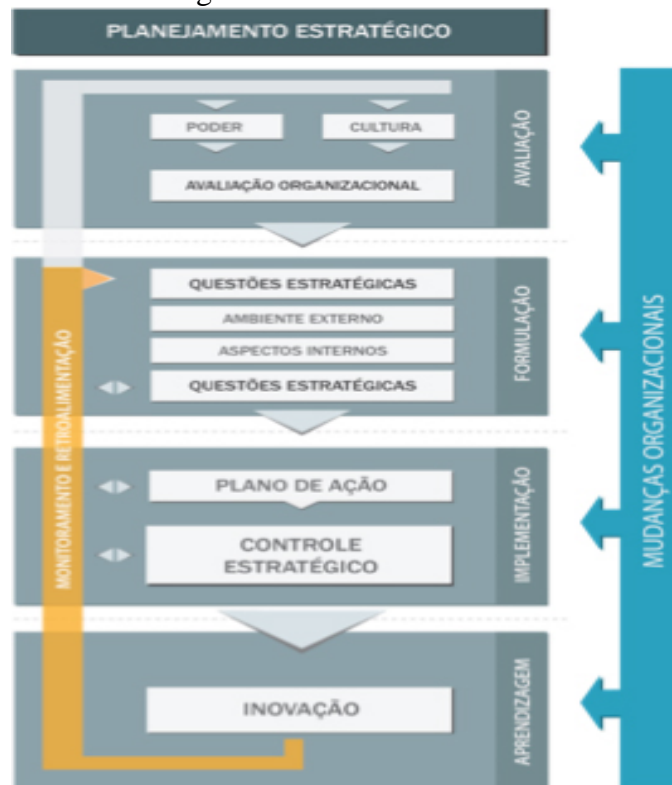 PLANEJAMENTO ESTRATÉGICO
PODER
CULTURA
AVALIAÇÃO ORGANIZACIONAL
AVALIAÇÃO
QUESTÕES ESTRATÉGICAS
AMBIENTE EXTERNO
ASPECTOS INTERNOS
QUESTÕES ESTRATÉGICAS
FORMULAÇÃO
PLANO DE AÇÃO
CONTROLE
ESTRATÉGICO
IMPLEMENTAÇÃO
INOVAÇÃO
APRENDIZAGEM
MONITORAMENTO E RETROALIMENTAÇÃO
MUDANÇAS ORGANIZACIONAIS